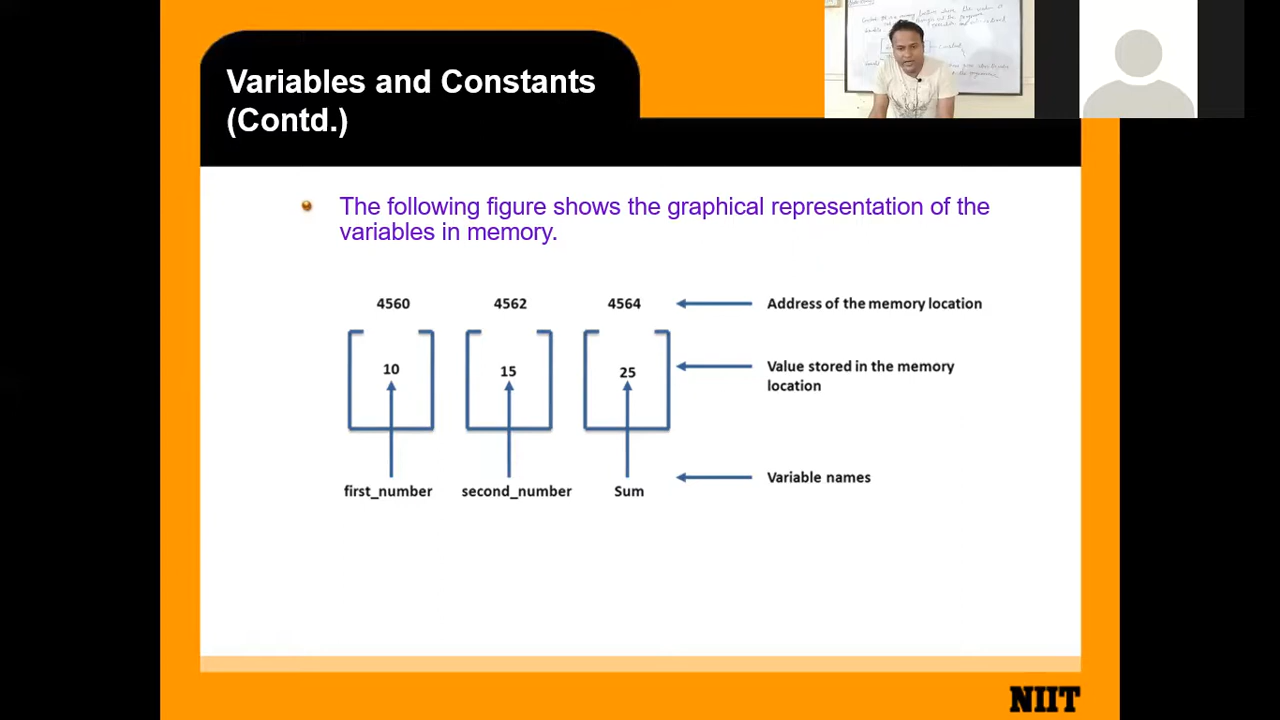 Variables and Constants
(Contd.)
The following figure shows the graphical representation of the
variables in memory.
4560 4562 4564 Address of the memory location
10 15 25 Value stored in the memory
location
first_number second_number Sum Variable names
NIIT